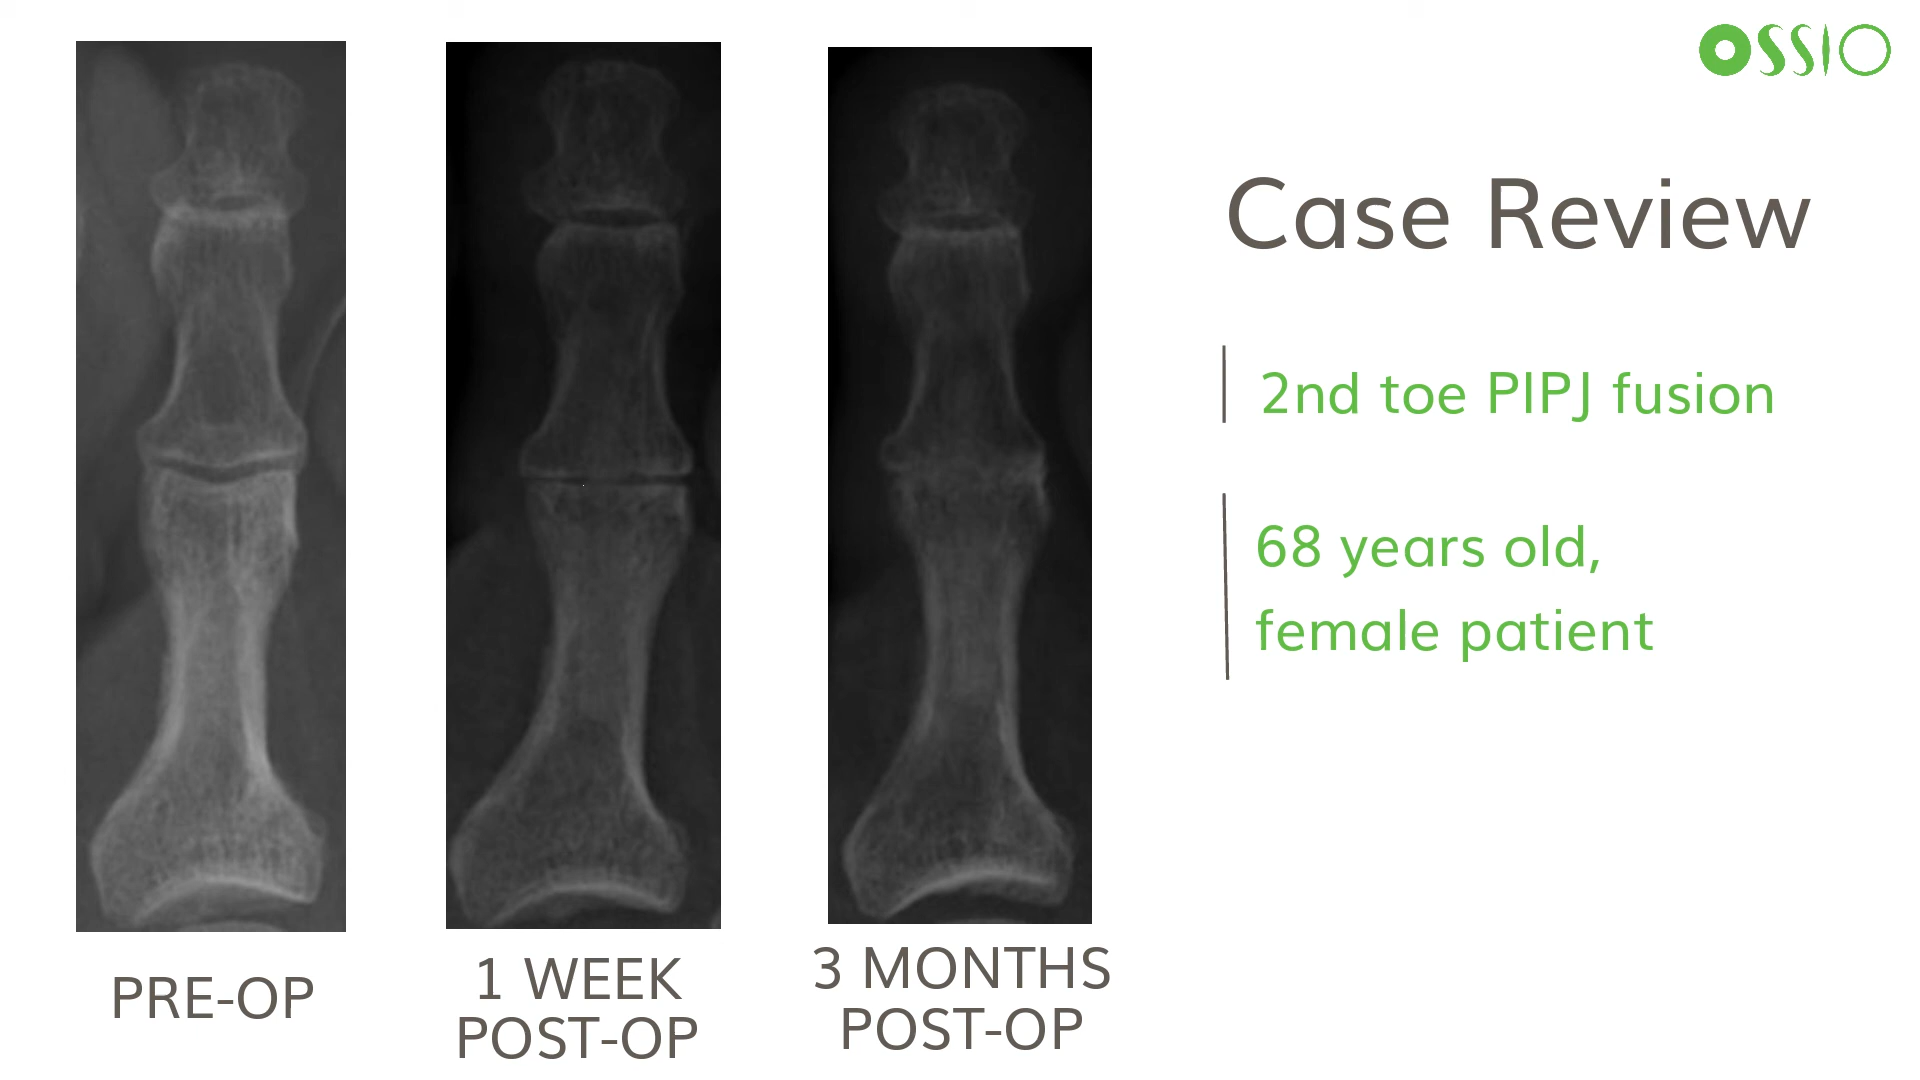 OSSIO
Case Review
2nd toe PIPJ fusion
68 years old,
female patient
PRE-OP
1 WEEK
POST-OP
3 MONTHS
POST-OP